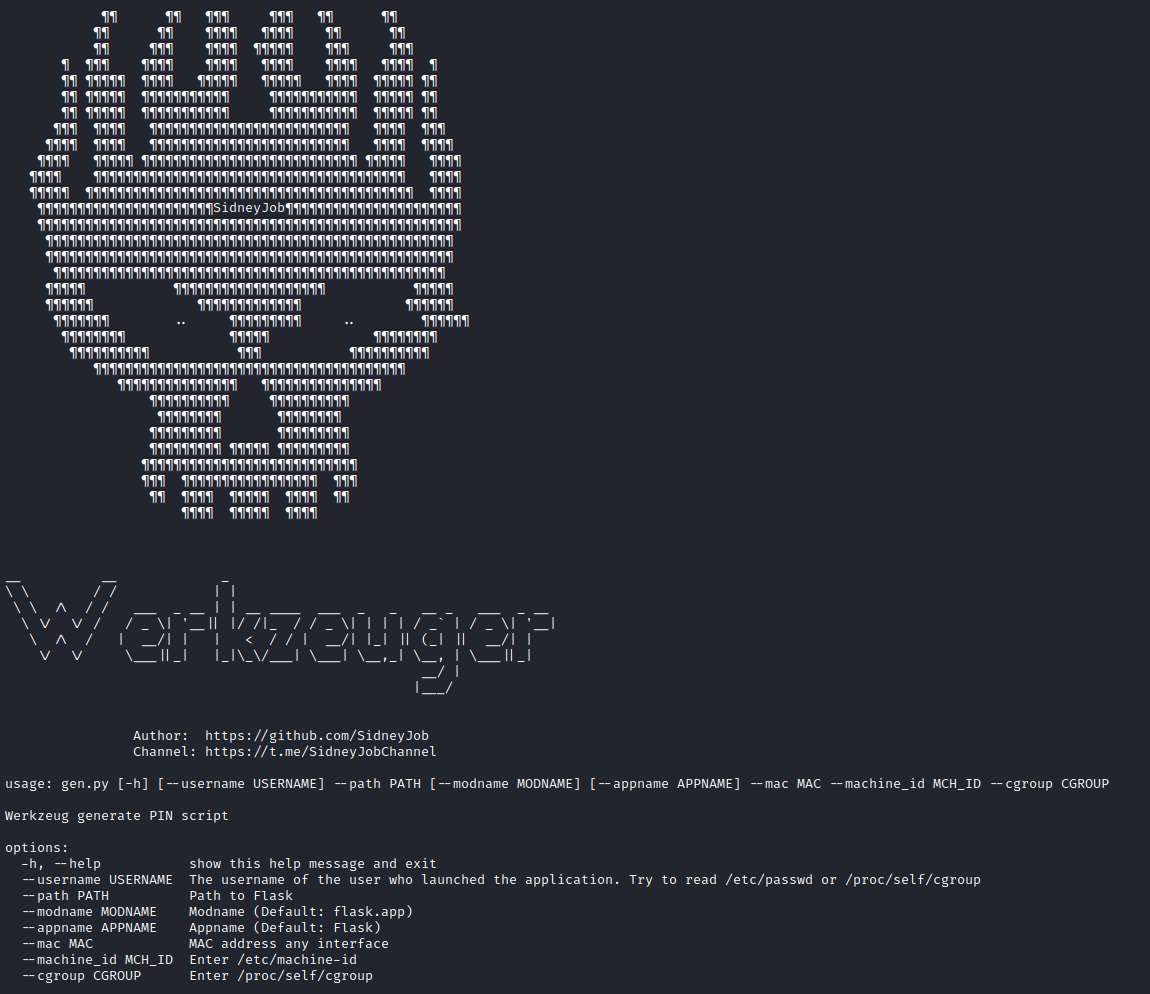 SidneyJob
Werkzeuger
Author:  https://github.com/SidneyJob
Channel: https://t.me/SidneyJobChannel
usage: gen.py [-h] [--username USERNAME] --path PATH [--modname MODNAME] [--appname APPNAME] --mac MAC --machine_id MCH_ID --cgroup CGROUP
Werkzeug generate PIN script
options:
-h, --help           show this help message and exit
--username USERNAME  The username of the user who launched the application. Try to read /etc/passwd or /proc/self/cgroup
--path PATH          Path to Flask
--modname MODNAME    Modname (Default: flask.app)
--appname APPNAME    Appname (Default: Flask)
--mac MAC            MAC address any interface
--machine_id MCH_ID  Enter /etc/machine-id
--cgroup CGROUP      Enter /proc/self/cgroup